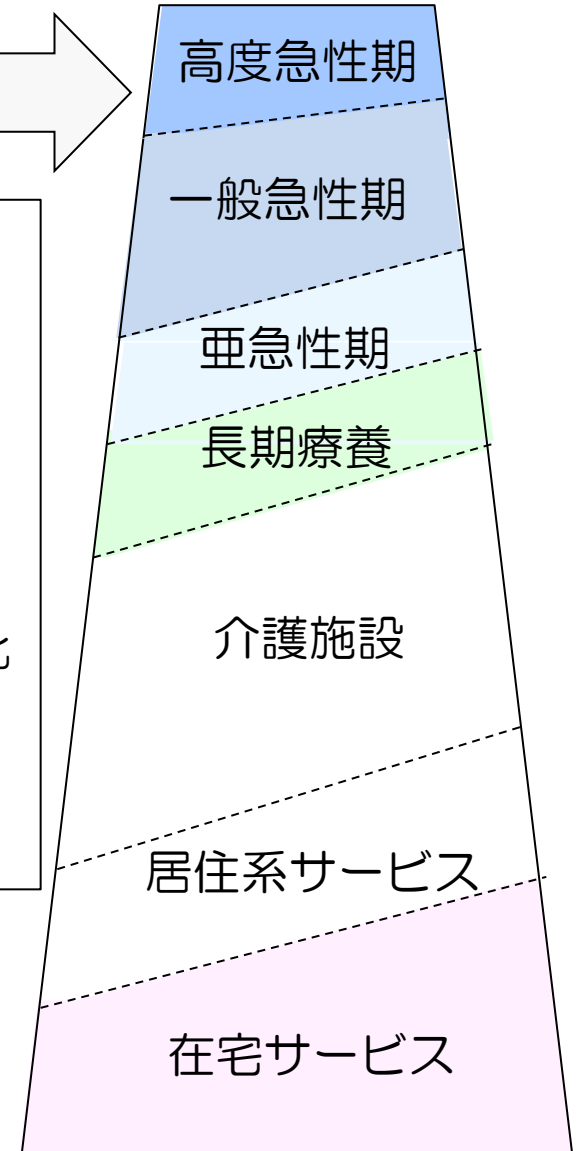 高度急性期
一般急性期
亜急性期
長期療養
介護施設
居住系サービス
在宅サービス